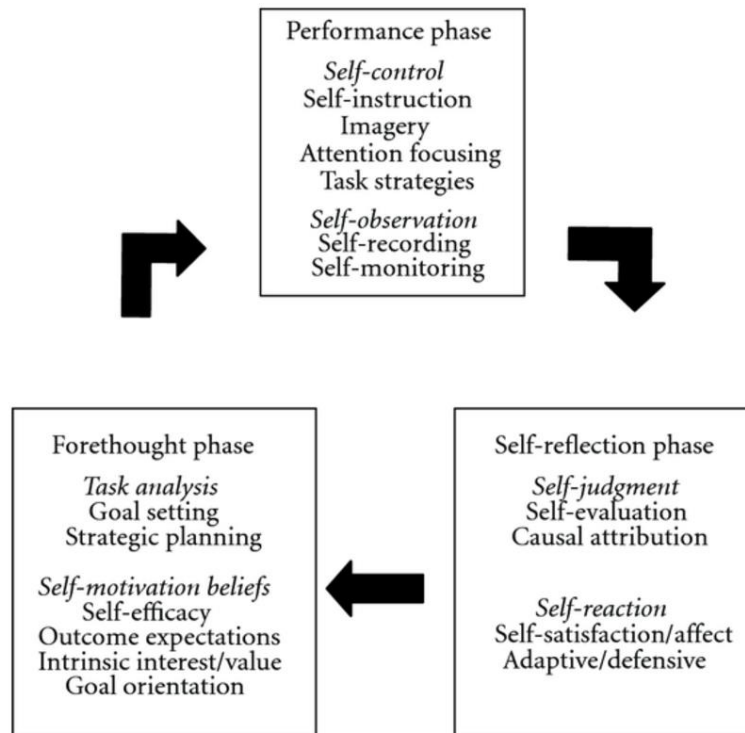 Performance phase
Self-control
Self-instruction
Imagery
Attention focusing
Task strategies
Self-observation
Self-recording
Self-monitoring
Forethought phase
Task analysis
Goal setting
Strategic planning
Self-motivation beliefs
Self-efficacy
Outcome expectations
Intrinsic interest/value
Goal orientation
Self-reflection phase
Self-judgment
Self-evaluation
Causal attribution
Self-reaction
Self-satisfaction/affect
Adaptive/defensive